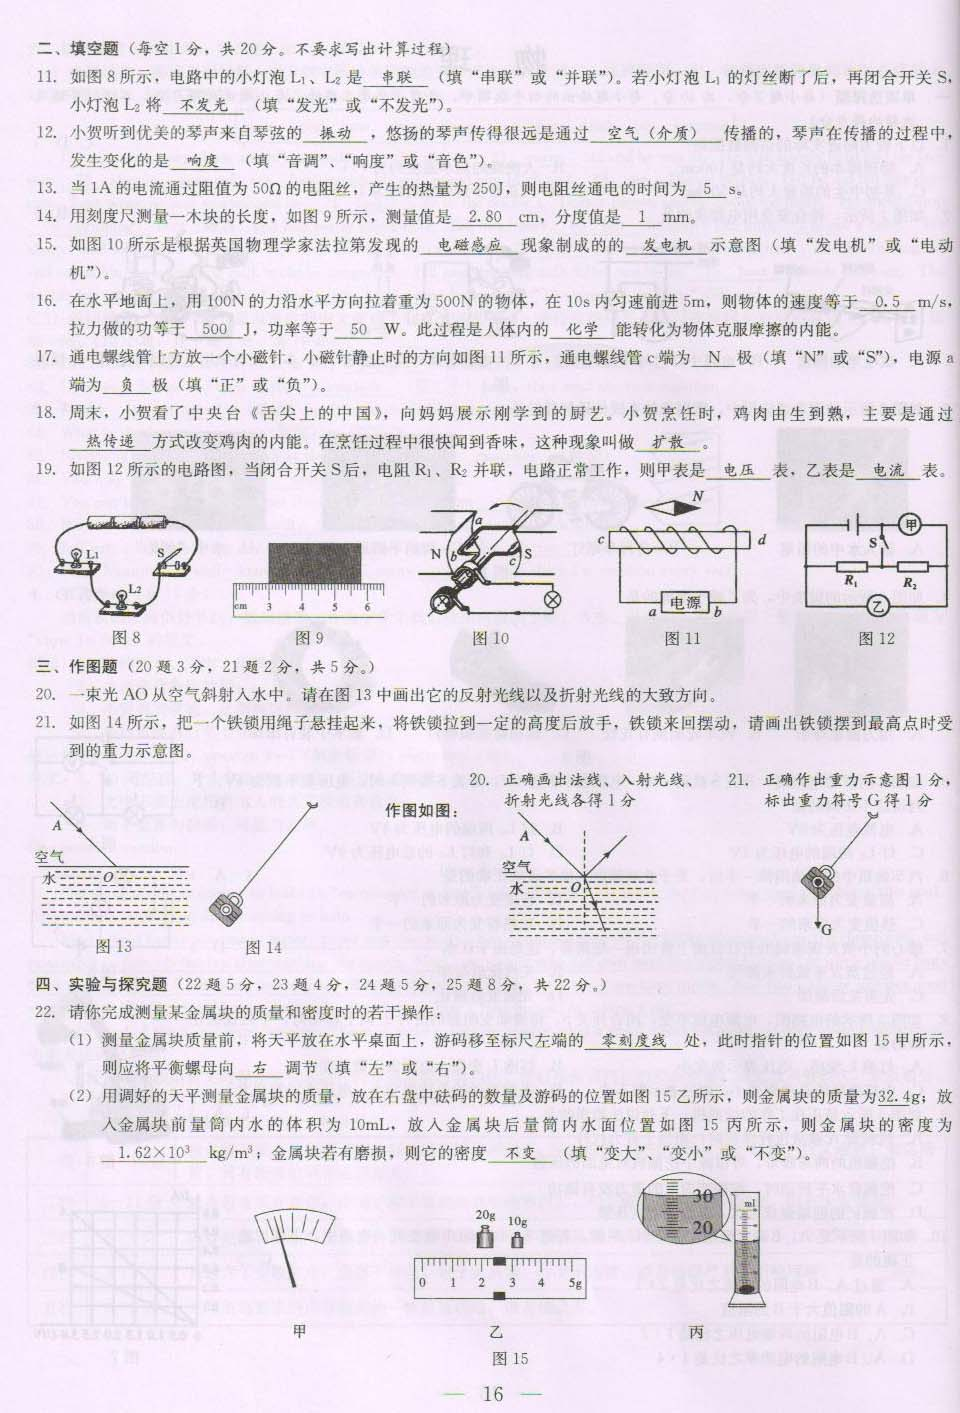 二、填空题（每空1分，共20分。不要求写出计算过程）
11. 如图8所示，电路中的小灯泡L₁、L₂是 串联 （填“串联”或“并联”）。若小灯泡L₁的灯丝断了后，再闭合开关S，
小灯泡L₂将 不发光 （填“发光”或“不发光”）。
12. 小贺听到优美的琴声来自琴弦的 振动 ，悠扬的琴声传得很远是通过 空气（介质） 传播的，琴声在传播的过程中，
发生变化的是 响度 （填“音调”、“响度”或“音色”）。
13. 当1A的电流通过阻值为50Ω的电阻丝，产生的热量为250J，则电阻丝通电的时间为 5 s。
14. 用刻度尺测量一木块的长度，如图9所示，测量值是 2.80 cm，分度值是 1 mm。
15. 如图10所示是根据英国物理学家法拉第发现的 电磁感应 现象制成的的 发电机 示意图（填“发电机”或“电动
机”）。
16. 在水平地面上，用100N的力沿水平方向拉着重为500N的物体，在10s内匀速前进5m，则物体的速度等于 0.5 m/s，
拉力做的功等于 500 J，功率等于 50 W。此过程是人体内的 化学 能转化为物体克服摩擦的内能。
17. 通电螺线管上方放一个小磁针，小磁针静止时的方向如图11所示，通电螺线管c端为 N 极（填“N”或“S”），电源a
端为 负 极（填“正”或“负”）。
18. 周末，小贺看了中央台《舌尖上的中国》，向妈妈展示刚学到的厨艺。小贺烹饪时，鸡肉由生到熟，主要是通过
热传递 方式改变鸡肉的内能。在烹饪过程中很快闻到香味，这种现象叫做 扩散 。
19. 如图12所示的电路图，当闭合开关S后，电阻R₁、R₂并联，电路正常工作，则甲表是 电压 表，乙表是 电流 表。
L₁ S L₂
cm 3 4 5 6
a N b S c
N c d 电源 a b
甲 S R₁ R₂ 乙
图8 图9 图10 图11 图12
三、作图题（20题3分，21题2分，共5分。）
20. 一束光AO从空气斜射入水中。请在图13中画出它的反射光线以及折射光线的大致方向。
21. 如图14所示，把一个铁锁用绳子悬挂起来，将铁锁拉到一定的高度后放手，铁锁来回摆动，请画出铁锁摆到最高点时受
到的重力示意图。
20. 正确画出法线、入射光线、 21. 正确作出重力示意图1分，
折射光线各得1分 标出重力符号G得1分
作图如图：
A 空气 水 O
A 空气 水 O
G
图13 图14
四、实验与探究题（22题5分，23题4分，24题5分，25题8分，共22分。）
22. 请你完成测量某金属块的质量和密度时的若干操作：
（1）测量金属块质量前，将天平放在水平桌面上，游码移至标尺左端的 零刻度线 处，此时指针的位置如图15甲所示，
则应将平衡螺母向 右 调节（填“左”或“右”）。
（2）用调好的天平测量金属块的质量，放在右盘中砝码的数量及游码的位置如图15乙所示，则金属块的质量为32.4g；放
入金属块前量筒内水的体积为10mL，放入金属块后量筒内水面位置如图15丙所示，则金属块的密度为
1.62×10³ kg/m³；金属块若有磨损，则它的密度 不变 （填“变大”、“变小”或“不变”）。
20g 10g
0 1 2 3 4 5g
30 20 ml
甲 乙 丙
图15
— 16 —